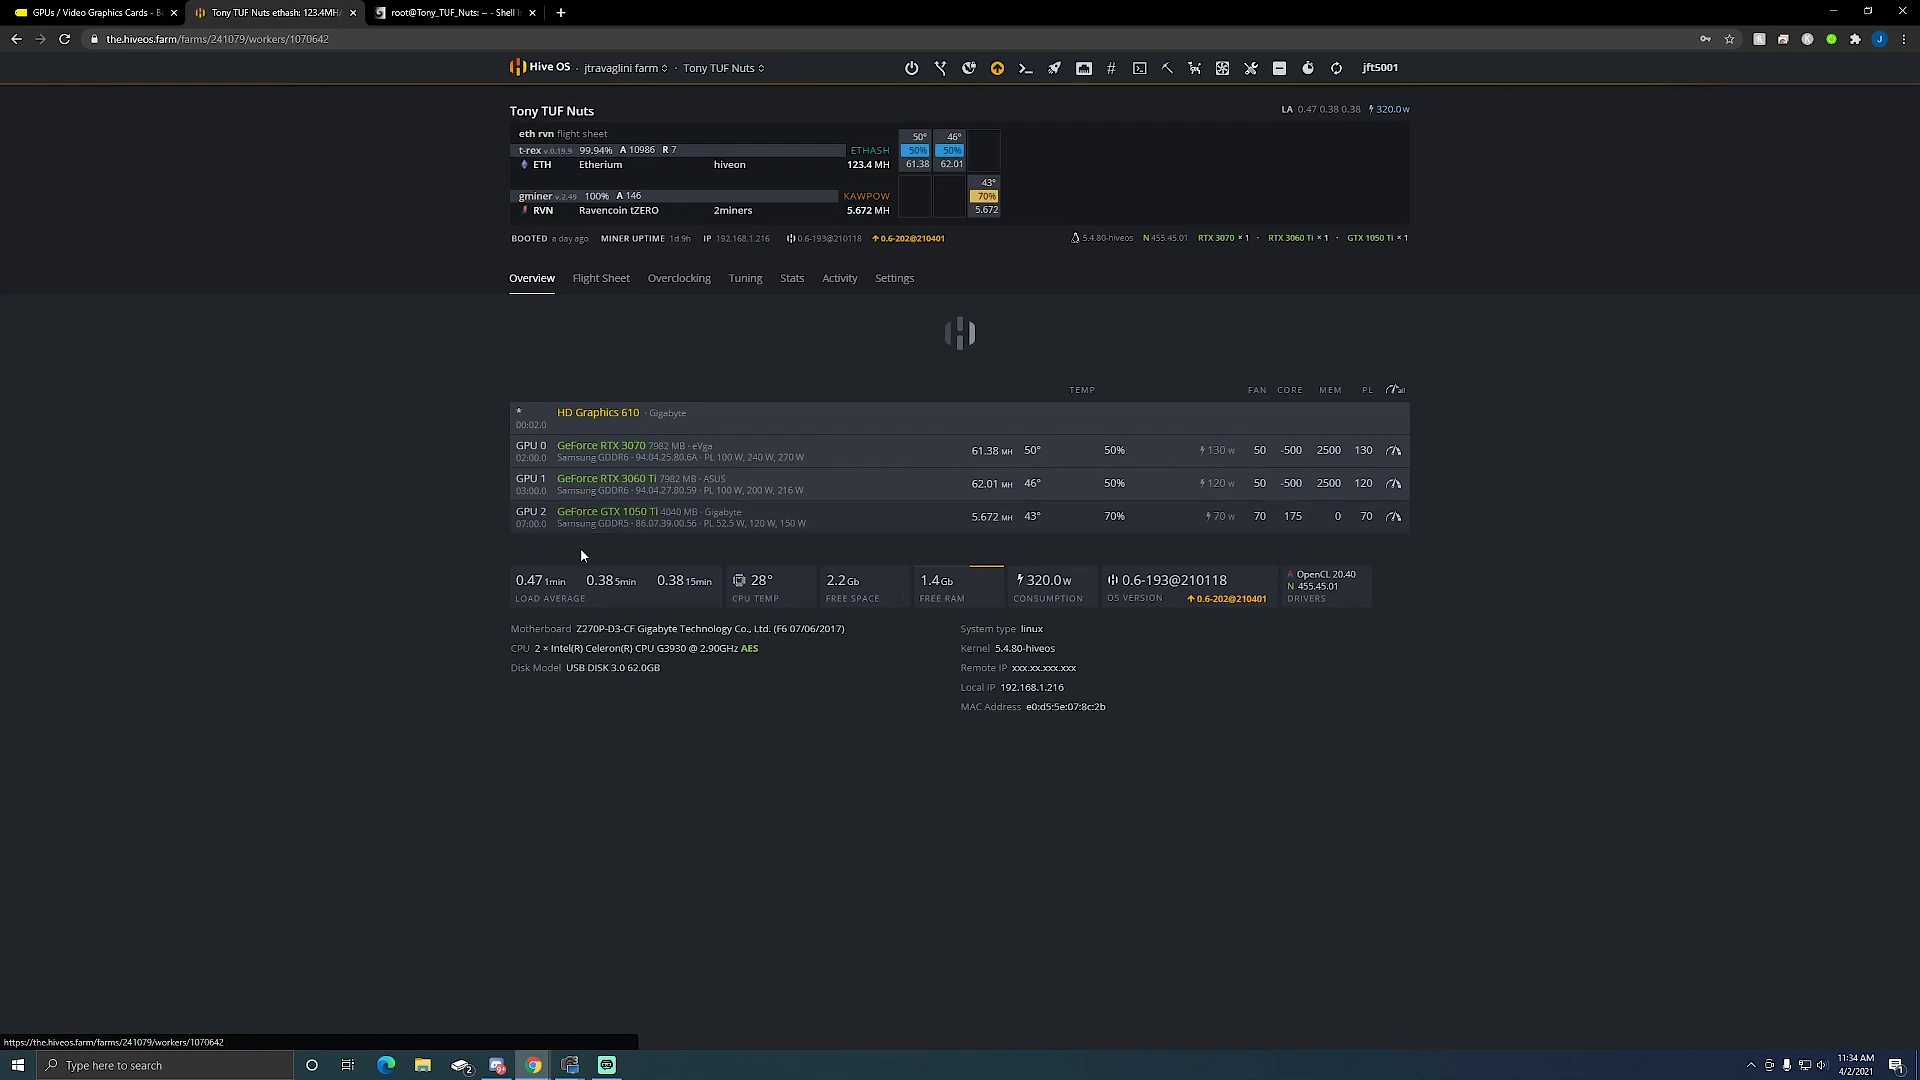 GPUs / Video Graphics Cards - B
Tony TUF Nuts ethash: 123.4MH/
root@Tony_TUF_Nuts: ~ - Shell I
the.hiveos.farm/farms/241079/workers/1070642
Hive OS · jtravaglini farm · Tony TUF Nuts
jft5001
Tony TUF Nuts
LA 0.47 0.38 0.38 320.0 w
eth rvn flight sheet
t-rex v.0.19.9 99.94% A 10986 R 7 ETHASH
ETH Etherium hiveon 123.4 MH
50° 46°
50% 50%
61.38 62.01
gminer v.2.49 100% A 146 KAWPOW
RVN Ravencoin tZERO 2miners 5.672 MH
43°
70%
5.672
BOOTED a day ago MINER UPTIME 1d 9h IP 192.168.1.216 0.6-193@210118 0.6-202@210401
5.4.80-hiveos N 455.45.01 RTX 3070 × 1 · RTX 3060 Ti × 1 · GTX 1050 Ti × 1
Overview Flight Sheet Overclocking Tuning Stats Activity Settings
TEMP FAN CORE MEM PL all
* HD Graphics 610 · Gigabyte
00:02.0
GPU 0 GeForce RTX 3070 7982 MB · eVga 61.38 MH 50° 50% 130 w 50 -500 2500 130
02:00.0 Samsung GDDR6 · 94.04.25.80.6A · PL 100 W, 240 W, 270 W
GPU 1 GeForce RTX 3060 Ti 7982 MB · ASUS 62.01 MH 46° 50% 120 w 50 -500 2500 120
03:00.0 Samsung GDDR6 · 94.04.27.80.59 · PL 100 W, 200 W, 216 W
GPU 2 GeForce GTX 1050 Ti 4040 MB · Gigabyte 5.672 MH 43° 70% 70 w 70 175 0 70
07:00.0 Samsung GDDR5 · 86.07.39.00.56 · PL 52.5 W, 120 W, 150 W
0.47 1min 0.38 5min 0.38 15min
LOAD AVERAGE
28°
CPU TEMP
2.2 Gb
FREE SPACE
1.4 Gb
FREE RAM
320.0 w
CONSUMPTION
0.6-193@210118
OS VERSION 0.6-202@210401
A OpenCL 20.40
N 455.45.01
DRIVERS
Motherboard Z270P-D3-CF Gigabyte Technology Co., Ltd. (F6 07/06/2017)
CPU 2 × Intel(R) Celeron(R) CPU G3930 @ 2.90GHz AES
Disk Model USB DISK 3.0 62.0GB
System type linux
Kernel 5.4.80-hiveos
Remote IP xxx.xx.xxx.xxx
Local IP 192.168.1.216
MAC Address e0:d5:5e:07:8c:2b
https://the.hiveos.farm/farms/241079/workers/1070642
Type here to search
11:34 AM
4/2/2021